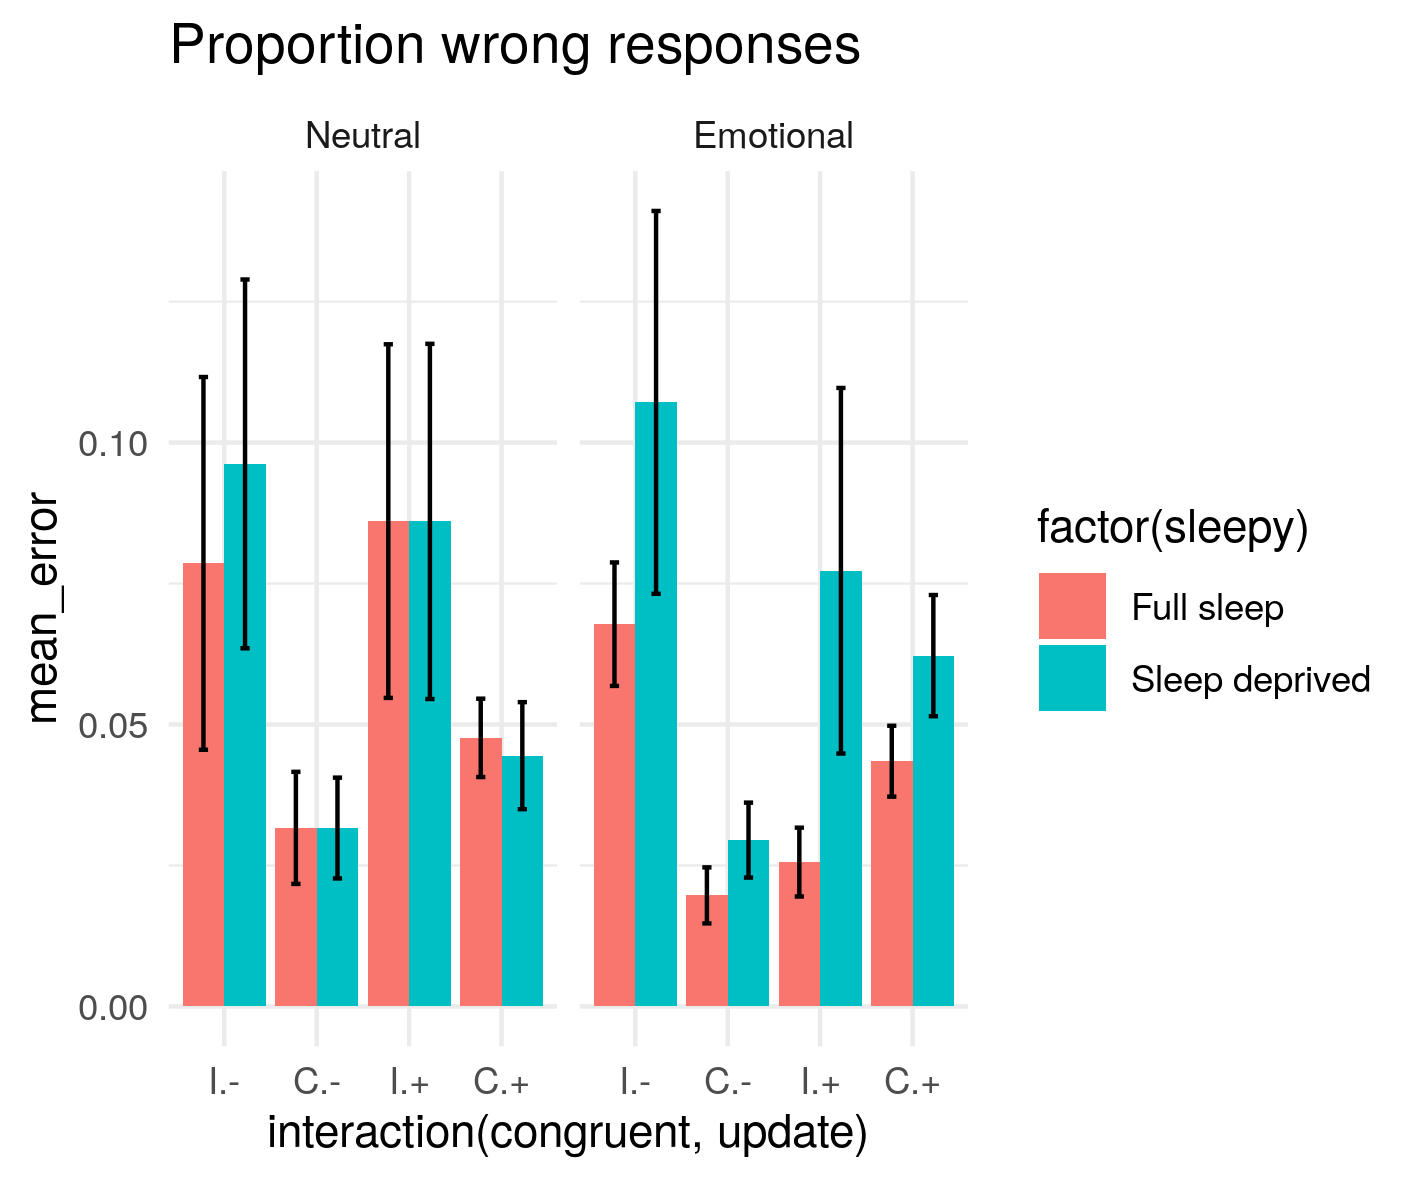 Proportion wrong responses
Neutral
Emotional
mean_error
0.10
0.05
0.00
I.- C.- I.+ C.+
I.- C.- I.+ C.+
interaction(congruent, update)
factor(sleepy)
Full sleep
Sleep deprived